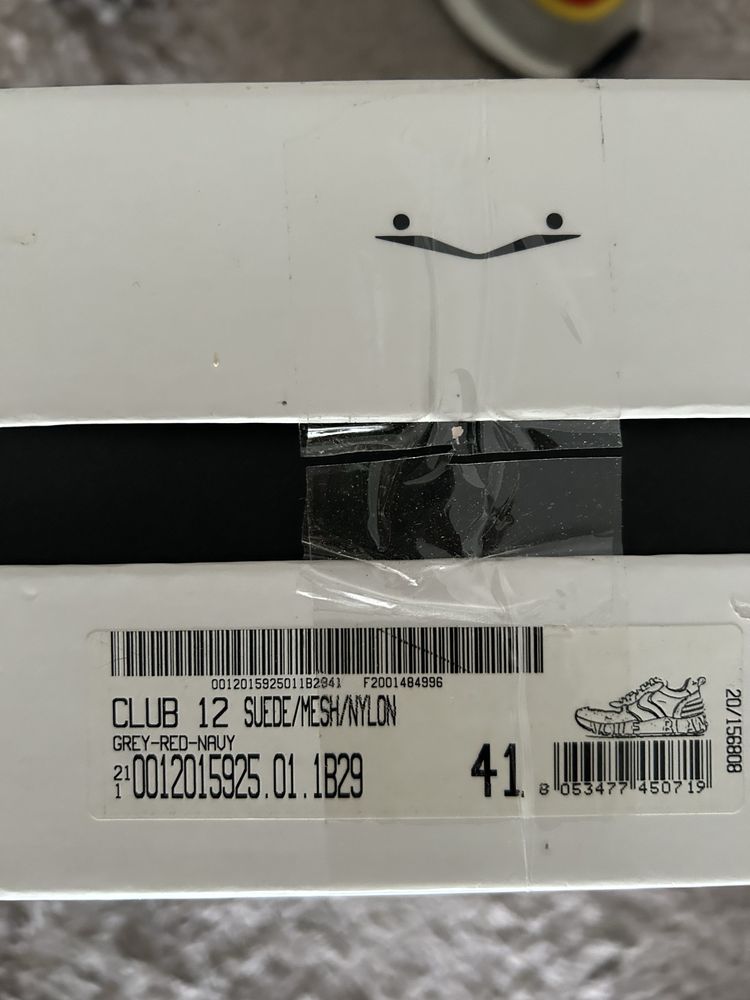 0012015925011B2941 F2001484996
CLUB 12 SUEDE/MESH/NYLON
GREY-RED-NAVY
21
1
0012015925.01.1B29
41
8 053477 450719
20/156808